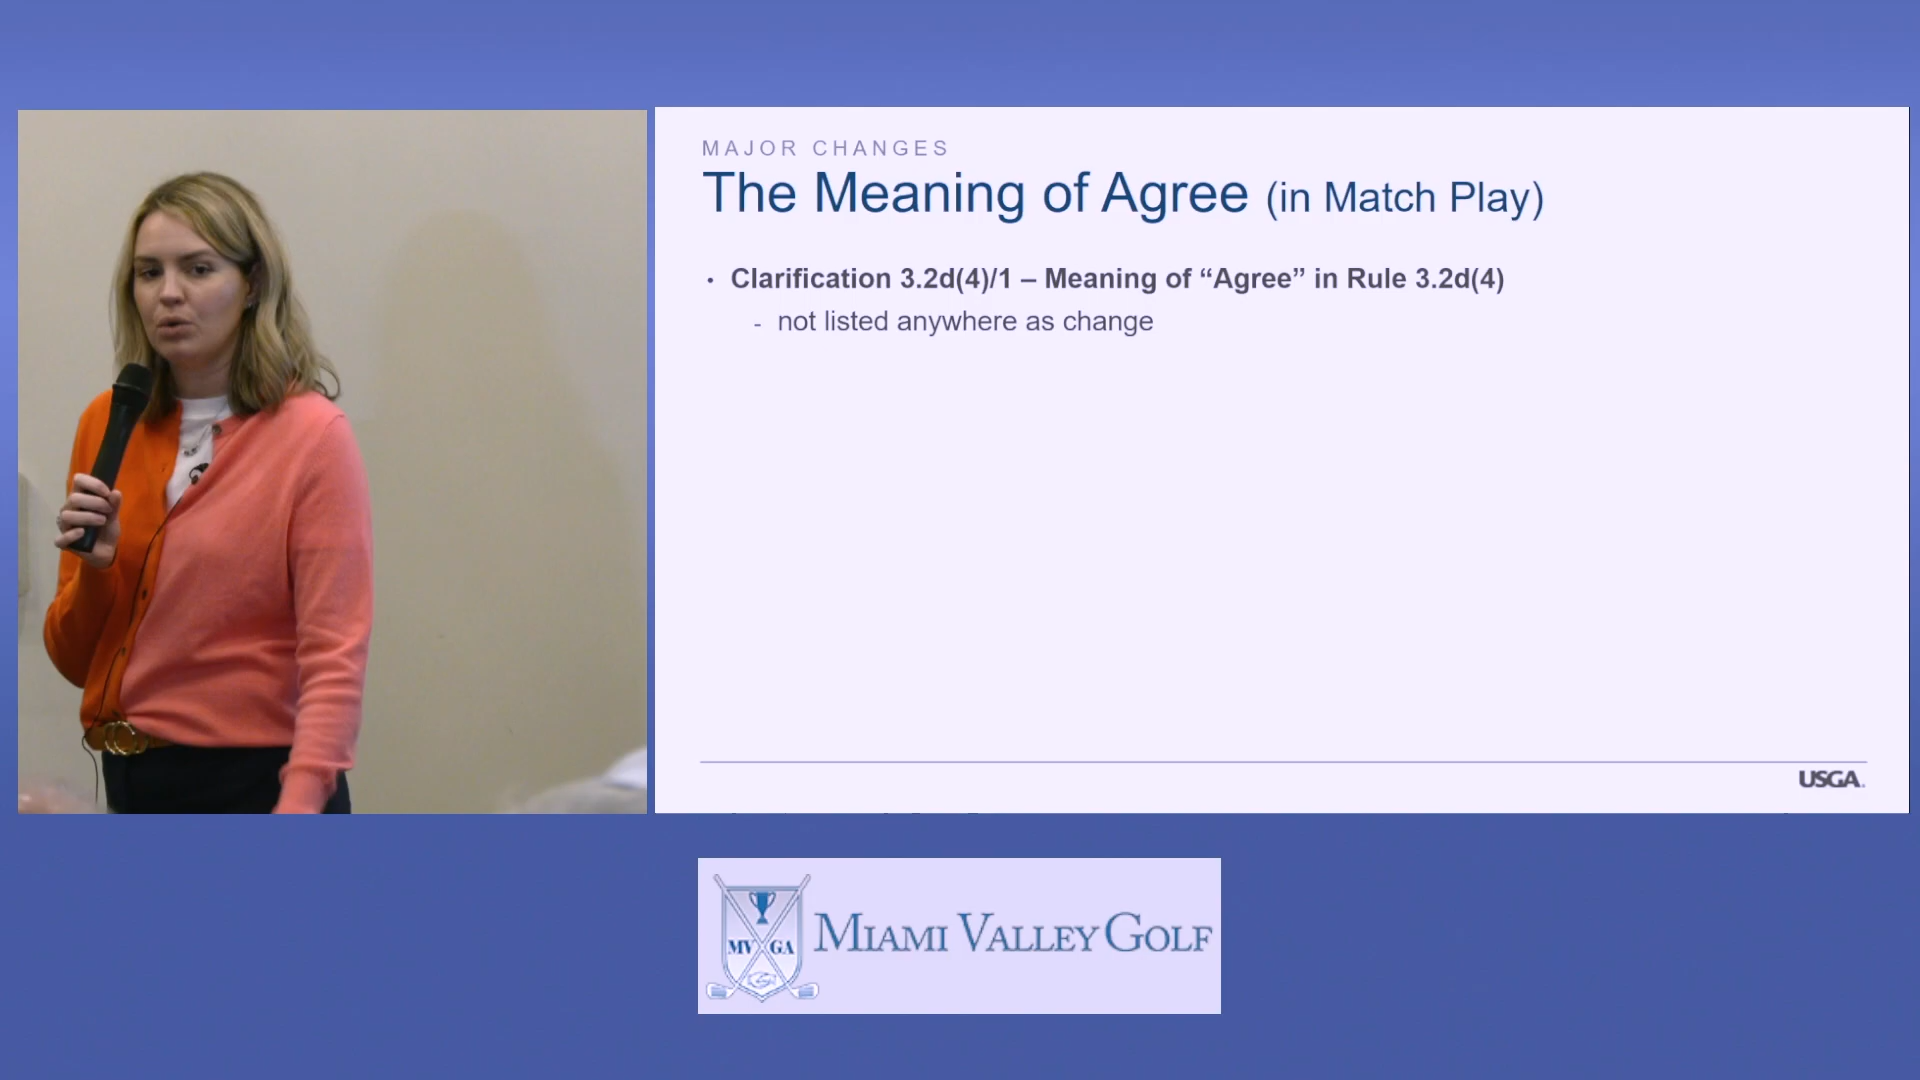 MAJOR CHANGES
The Meaning of Agree (in Match Play)
• Clarification 3.2d(4)/1 – Meaning of “Agree” in Rule 3.2d(4)
- not listed anywhere as change
USGA.
MV GA
MIAMI VALLEY GOLF